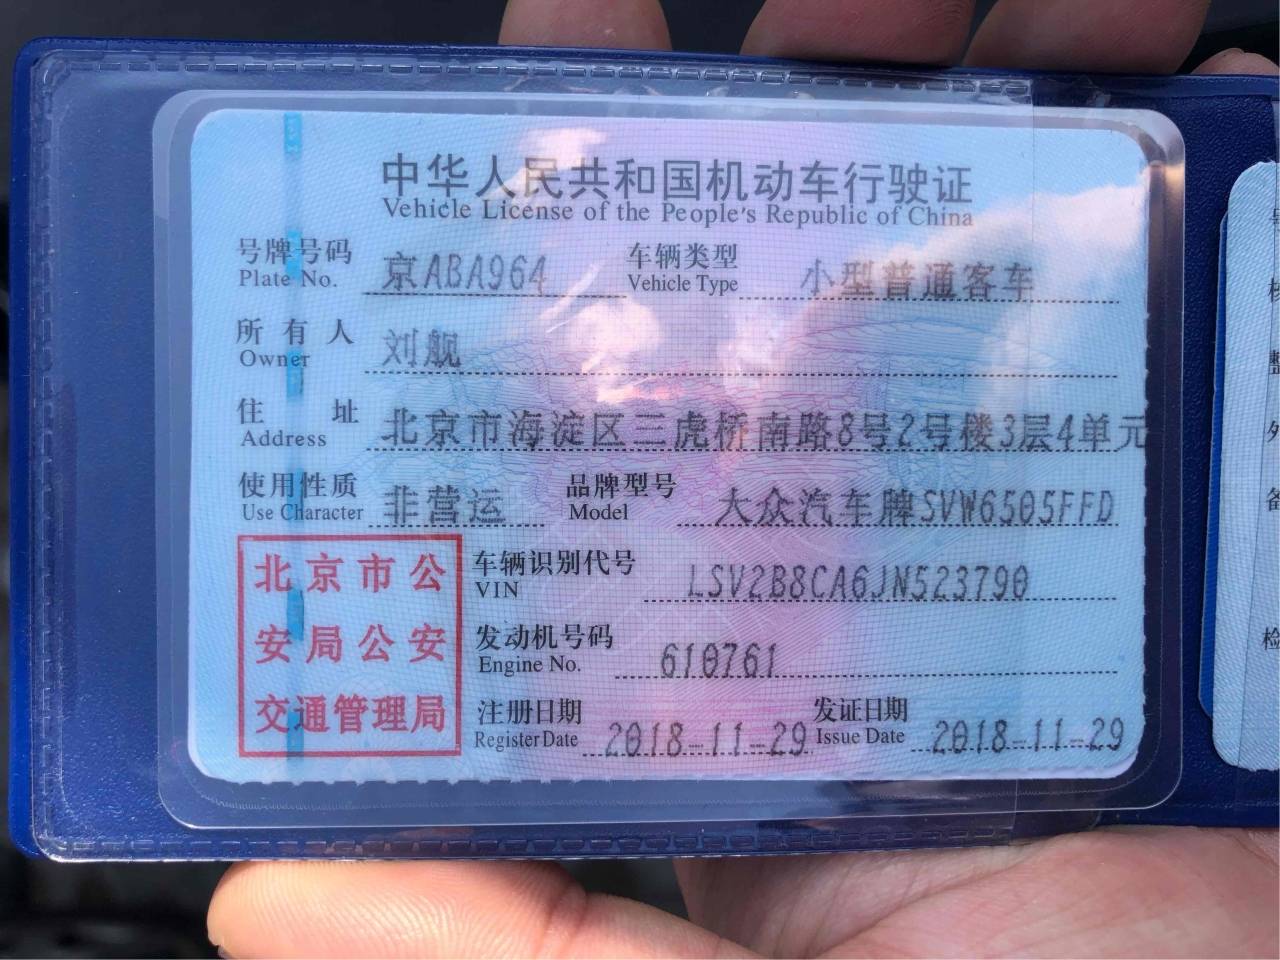 中华人民共和国机动车行驶证
Vehicle License of the People's Republic of China
号牌号码 京ABA964 车辆类型 小型普通客车
Plate No. Vehicle Type
所有人 刘舰
Owner
住址 北京市海淀区三虎桥南路8号2号楼3层4单元
Address
使用性质 非营运 品牌型号 大众汽车牌SVW6505FFD
Use Character Model
北京市公
安局公安
交通管理局
车辆识别代号 LSV2B8CA6JN523790
VIN
发动机号码 610761
Engine No.
注册日期 2018-11-29 发证日期 2018-11-29
Register Date Issue Date
外
检